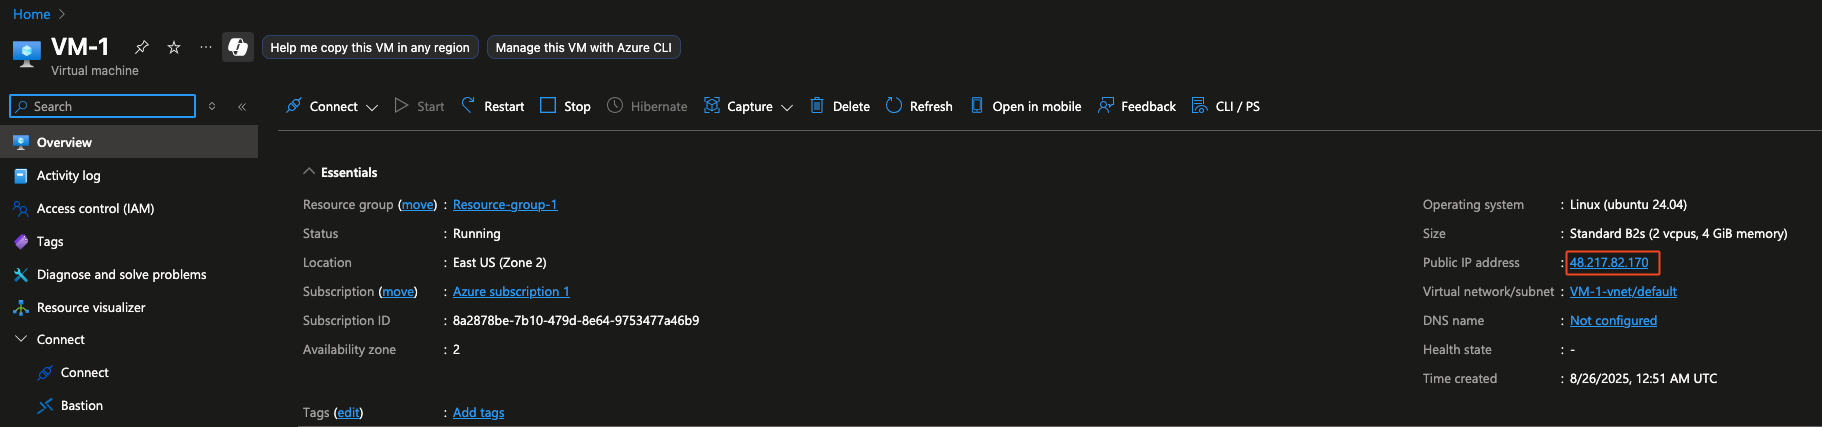 Home >
VM-1 ... Help me copy this VM in any region Manage this VM with Azure CLI
Virtual machine
Search «
Connect Start Restart Stop Hibernate Capture Delete Refresh Open in mobile Feedback CLI / PS
Overview
Activity log
Access control (IAM)
Tags
Diagnose and solve problems
Resource visualizer
Connect
Connect
Bastion
Essentials
Resource group (move) : Resource-group-1
Status : Running
Location : East US (Zone 2)
Subscription (move) : Azure subscription 1
Subscription ID : 8a2878be-7b10-479d-8e64-9753477a46b9
Availability zone : 2
Tags (edit) : Add tags
Operating system : Linux (ubuntu 24.04)
Size : Standard B2s (2 vcpus, 4 GiB memory)
Public IP address : 48.217.82.170
Virtual network/subnet : VM-1-vnet/default
DNS name : Not configured
Health state : -
Time created : 8/26/2025, 12:51 AM UTC